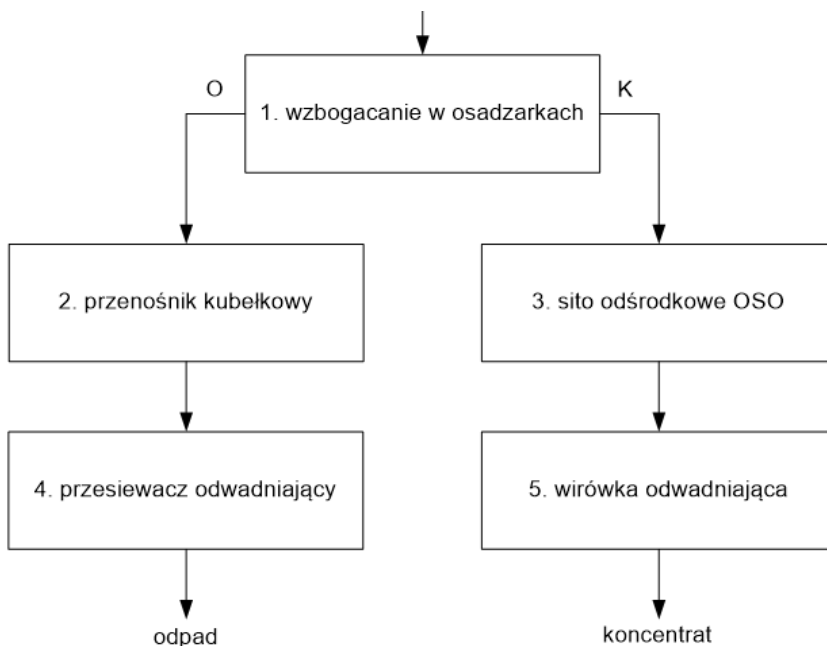 O
K
1. wzbogacanie w osadzarkach
2. przenośnik kubełkowy
3. sito odśrodkowe OSO
4. przesiewacz odwadniający
5. wirówka odwadniająca
odpad
koncentrat